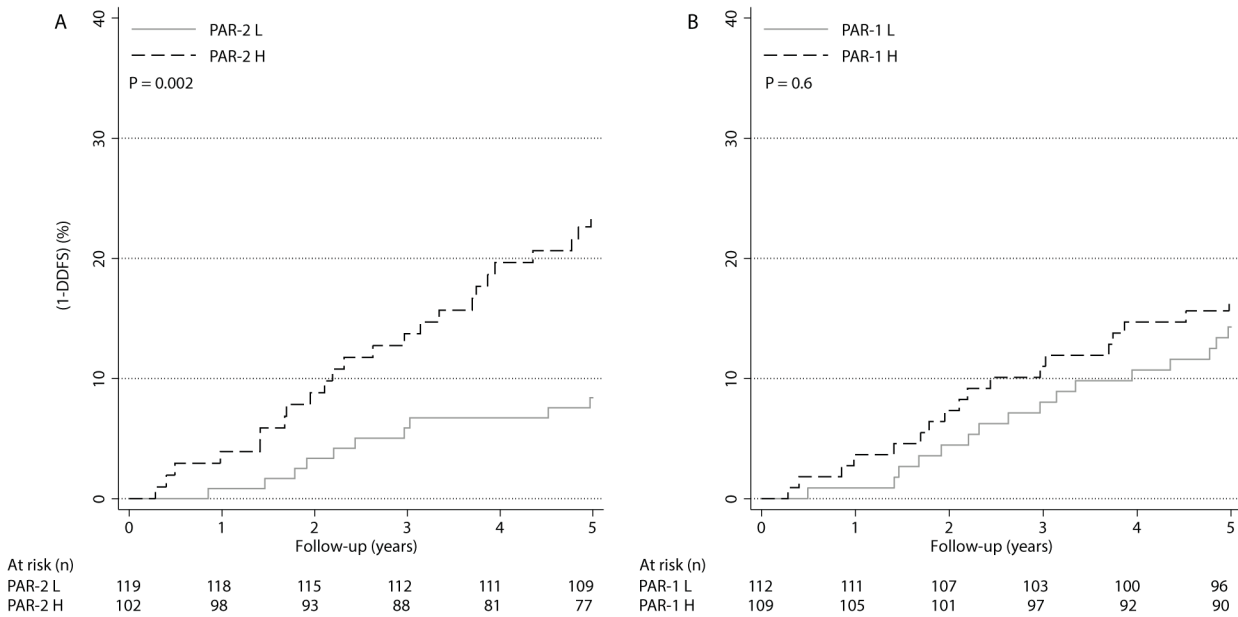 A
PAR-2 L
PAR-2 H
P = 0.002
(1-DDFS) (%)
40
30
20
10
0
0 1 2 3 4 5
Follow-up (years)
At risk (n)
PAR-2 L 119 118 115 112 111 109
PAR-2 H 102 98 93 88 81 77
B
PAR-1 L
PAR-1 H
P = 0.6
40
30
20
10
0
0 1 2 3 4 5
Follow-up (years)
At risk (n)
PAR-1 L 112 111 107 103 100 96
PAR-1 H 109 105 101 97 92 90